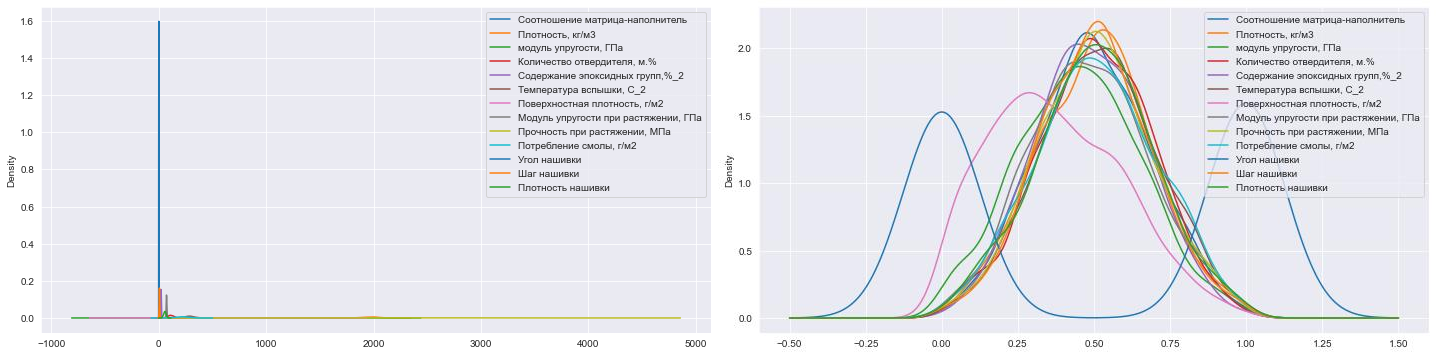 Density
1.6
1.4
1.2
1.0
0.8
0.6
0.4
0.2
0.0
−1000
0
1000
2000
3000
4000
5000
Соотношение матрица-наполнитель
Плотность, кг/м3
модуль упругости, ГПа
Количество отвердителя, м.%
Содержание эпоксидных групп,%_2
Температура вспышки, С_2
Поверхностная плотность, г/м2
Модуль упругости при растяжении, ГПа
Прочность при растяжении, МПа
Потребление смолы, г/м2
Угол нашивки
Шаг нашивки
Плотность нашивки
Density
2.0
1.5
1.0
0.5
0.0
−0.50
−0.25
0.00
0.25
0.50
0.75
1.00
1.25
1.50
Соотношение матрица-наполнитель
Плотность, кг/м3
модуль упругости, ГПа
Количество отвердителя, м.%
Содержание эпоксидных групп,%_2
Температура вспышки, С_2
Поверхностная плотность, г/м2
Модуль упругости при растяжении, ГПа
Прочность при растяжении, МПа
Потребление смолы, г/м2
Угол нашивки
Шаг нашивки
Плотность нашивки